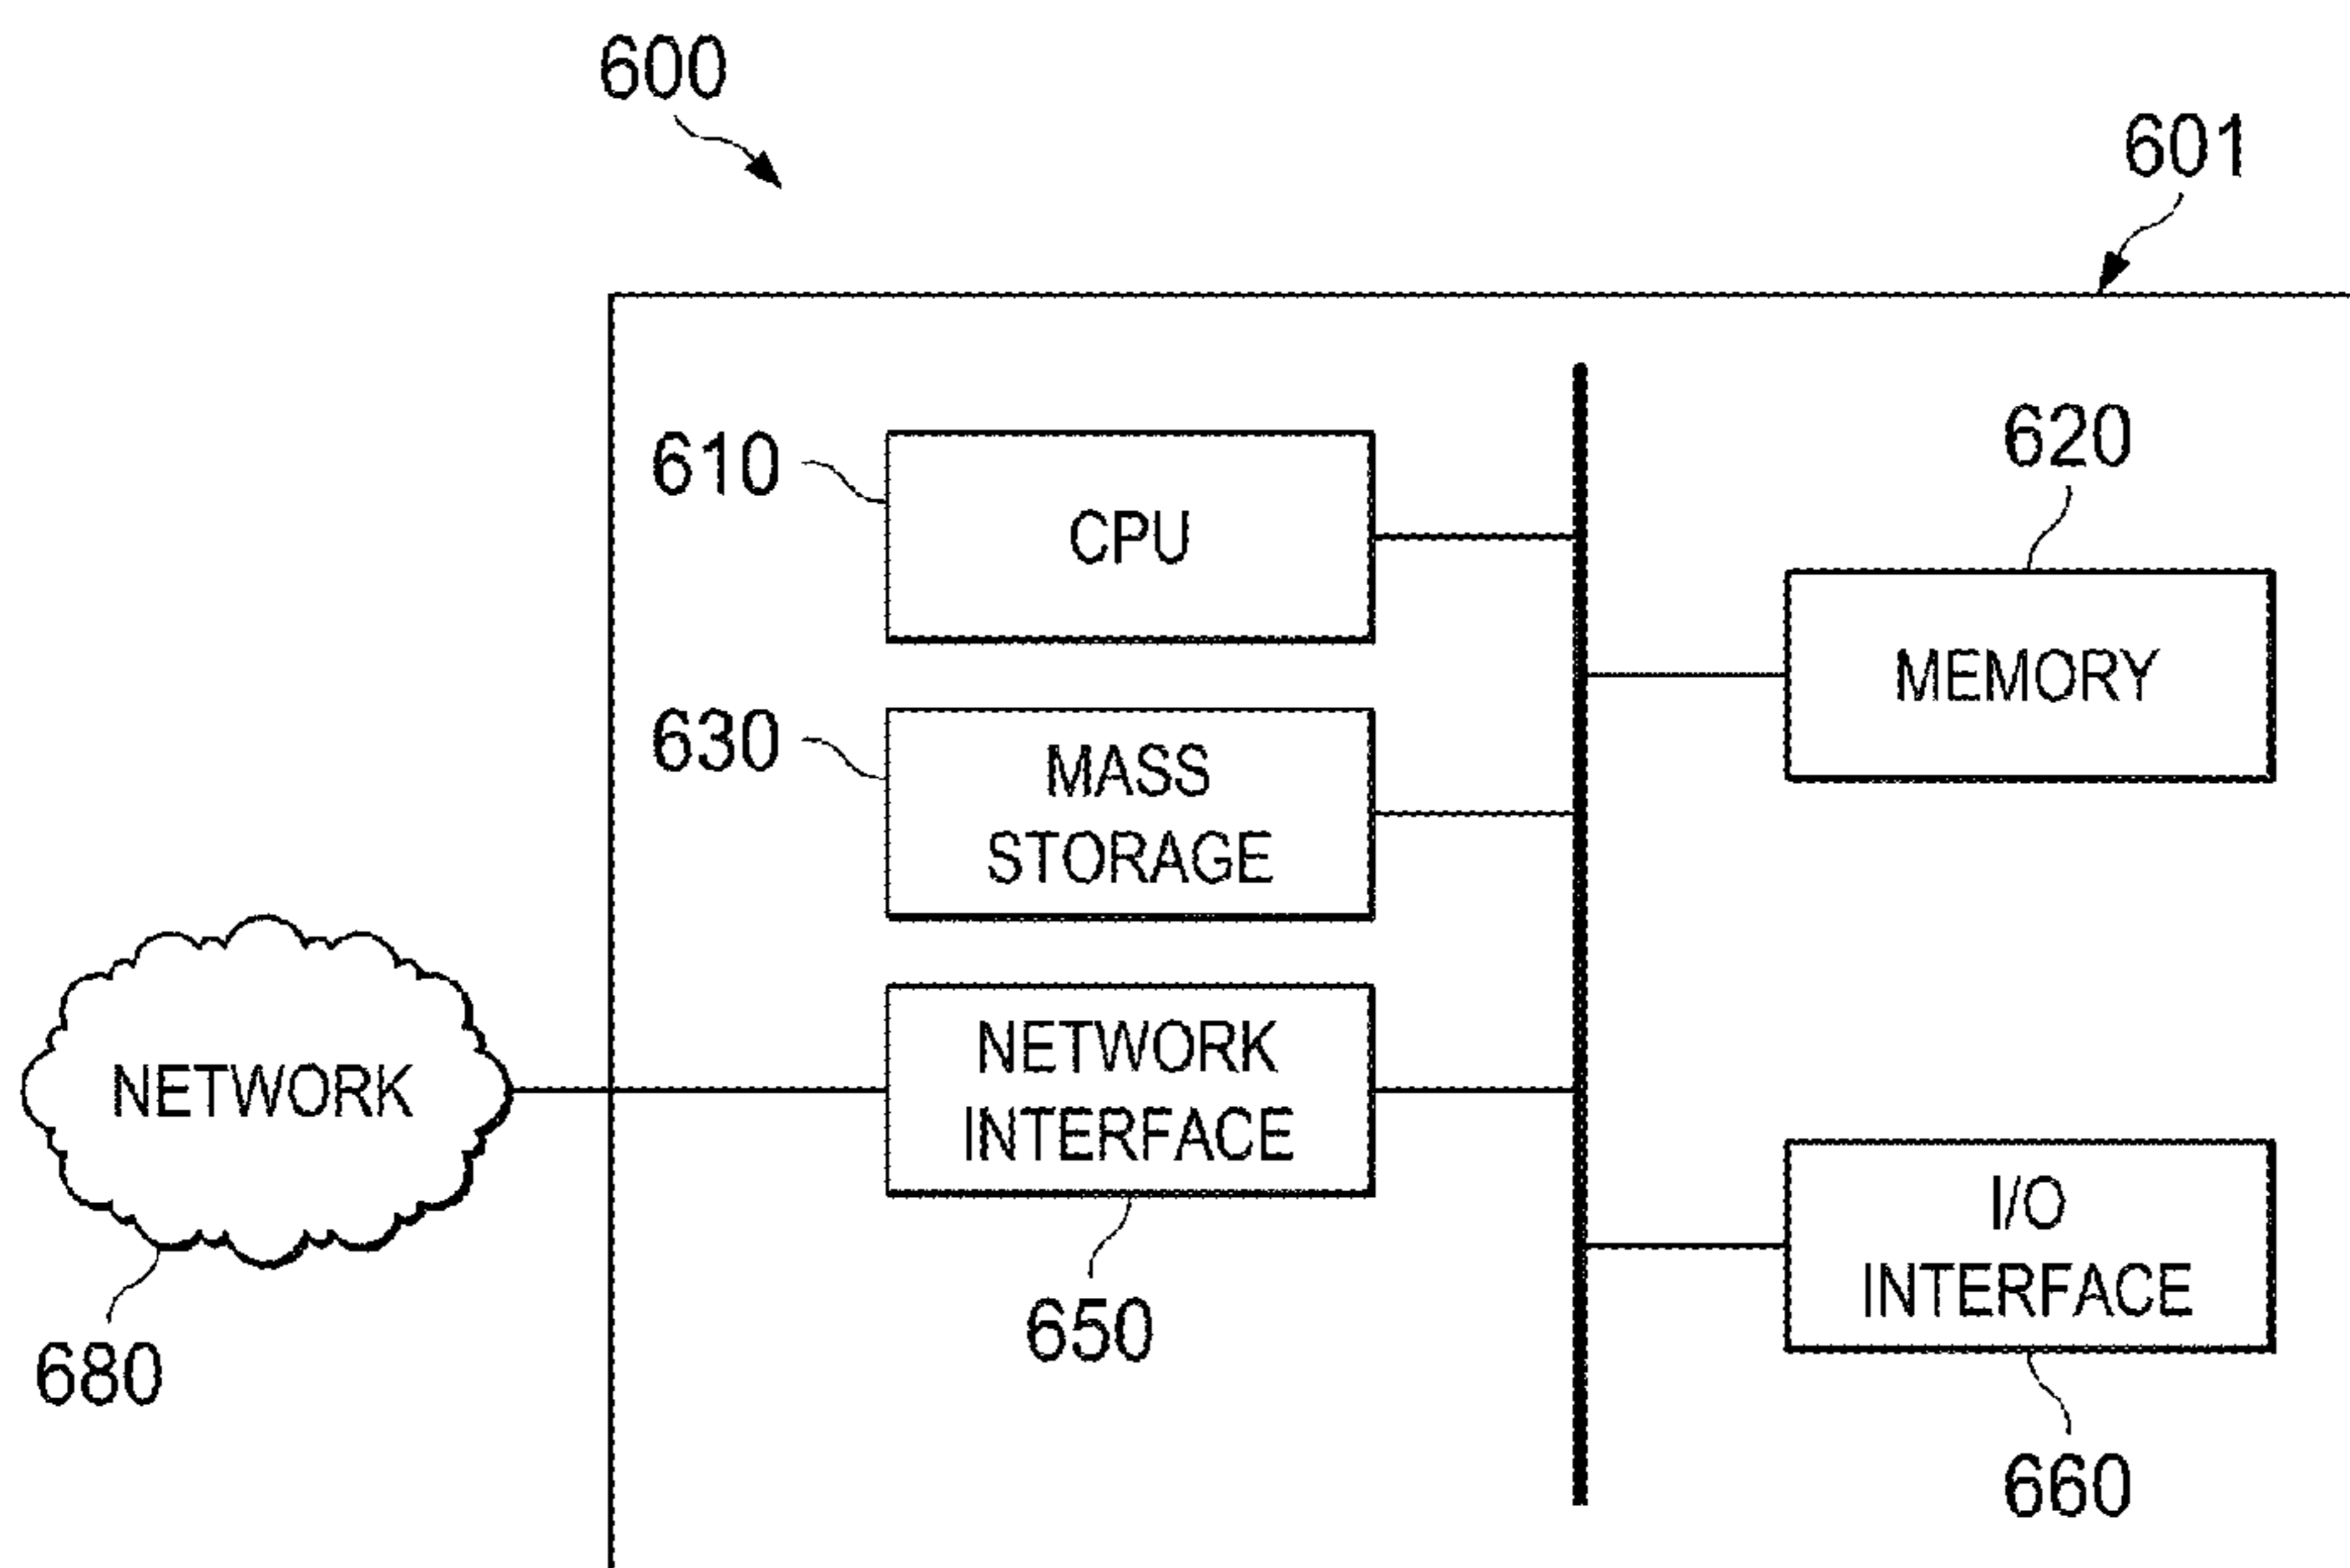 600
601
610
CPU
620
MEMORY
630
MASS
STORAGE
NETWORK
NETWORK
INTERFACE
I/O
INTERFACE
650
680
660